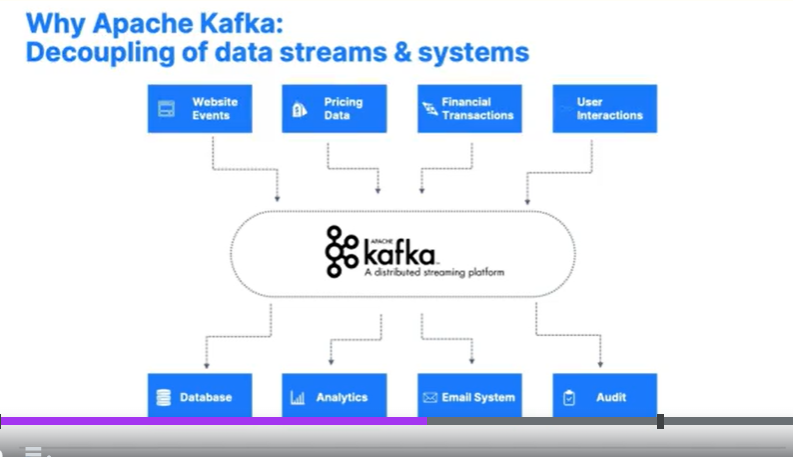 Why Apache Kafka:
Decoupling of data streams & systems
Website
Events
Pricing
Data
Financial
Transactions
User
Interactions
APACHE
kafka
A distributed streaming platform
Database
Analytics
Email System
Audit